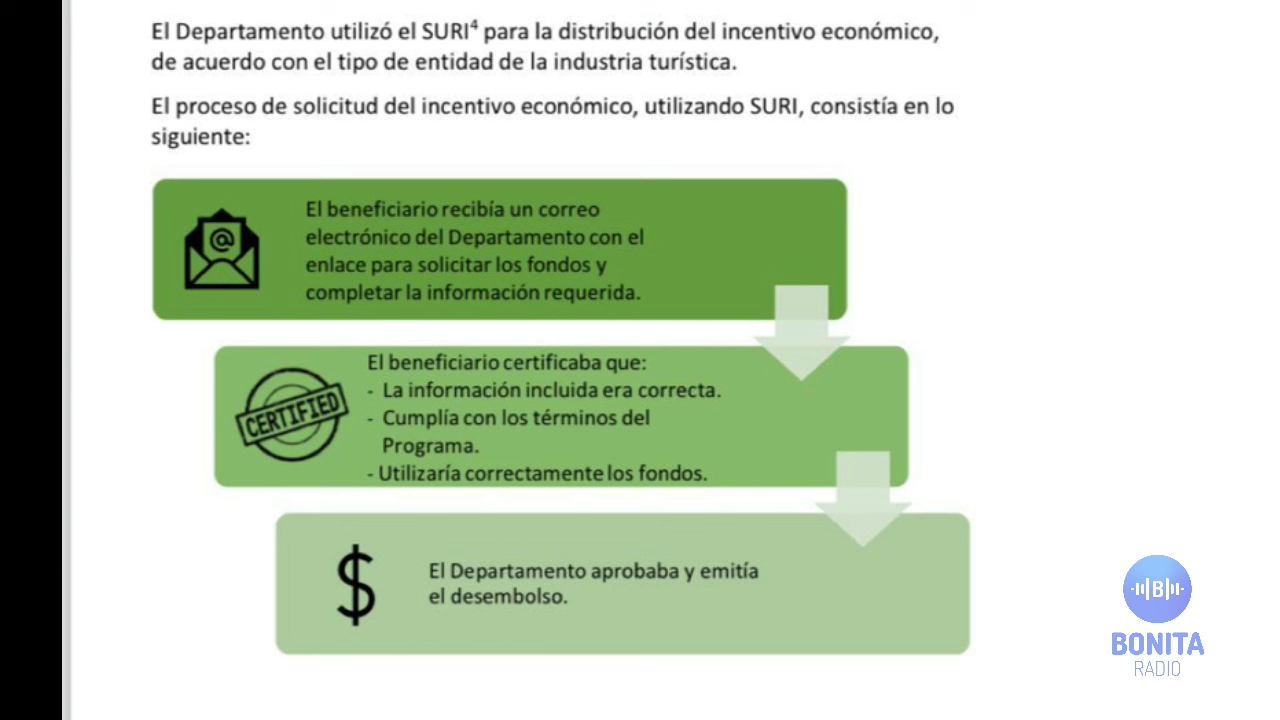 El Departamento utilizó el SURI⁴ para la distribución del incentivo económico,
de acuerdo con el tipo de entidad de la industria turística.
El proceso de solicitud del incentivo económico, utilizando SURI, consistía en lo
siguiente:
@
El beneficiario recibía un correo
electrónico del Departamento con el
enlace para solicitar los fondos y
completar la información requerida.
CERTIFIED
El beneficiario certificaba que:
- La información incluida era correcta.
- Cumplía con los términos del
Programa.
- Utilizaría correctamente los fondos.
$
El Departamento aprobaba y emitía
el desembolso.
B
BONITA
RADIO